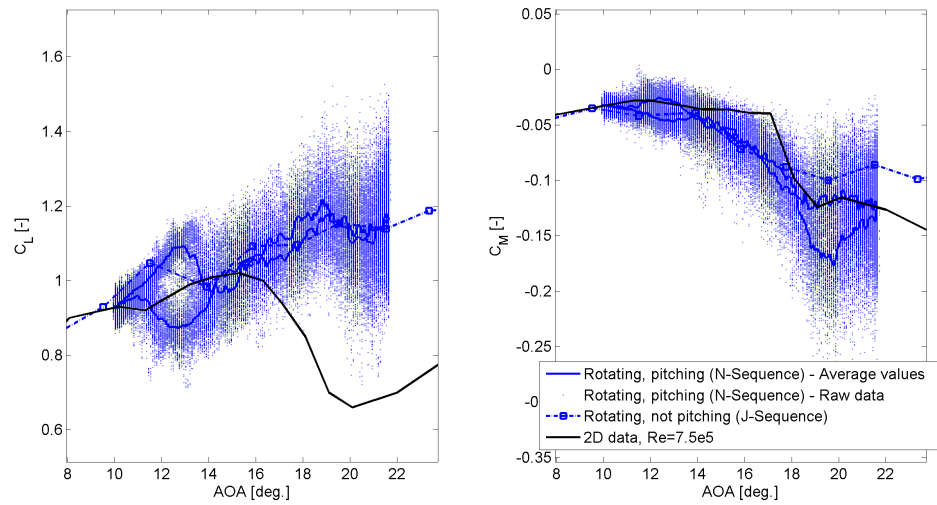 1.6
1.4
1.2
1
0.8
0.6
C_L [-]
8 10 12 14 16 18 20 22
AOA [deg.]
0.05
0
-0.05
-0.1
-0.15
-0.2
-0.25
-0
-0.35
C_M [-]
Rotating, pitching (N-Sequence) - Average values
Rotating, pitching (N-Sequence) - Raw data
Rotating, not pitching (J-Sequence)
2D data, Re=7.5e5
8 10 12 14 16 18 20 22
AOA [deg.]